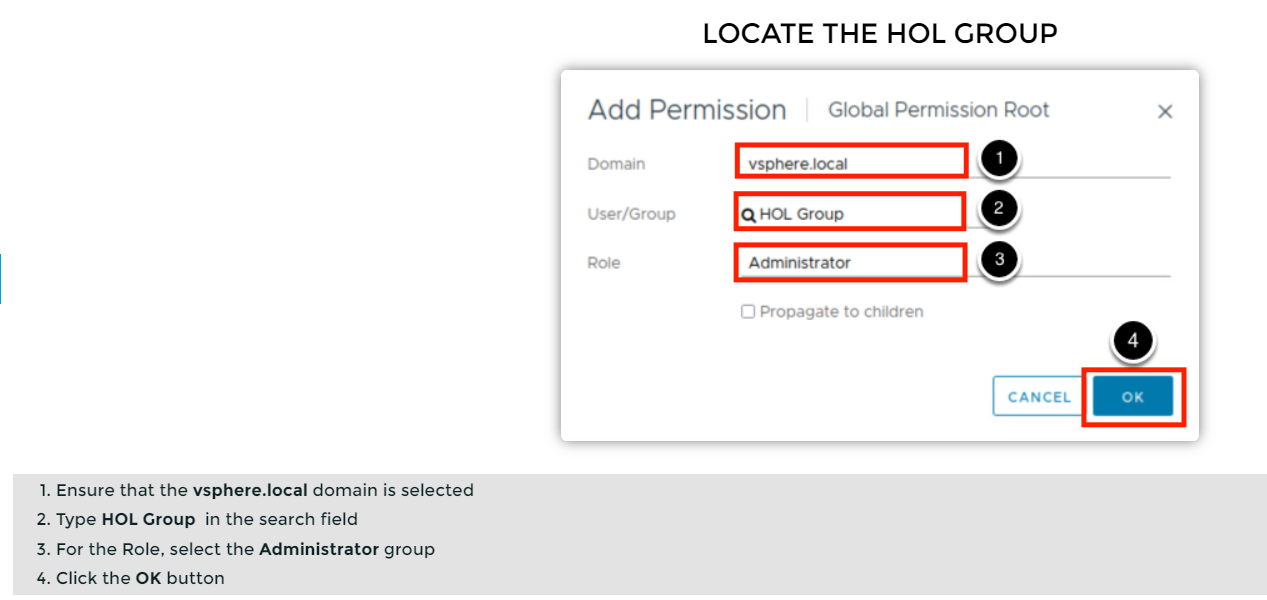 LOCATE THE HOL GROUP
Add Permission Global Permission Root
Domain vsphere.local 1
User/Group HOL Group 2
Role Administrator 3
Propagate to children
4
CANCEL OK
1. Ensure that the vsphere.local domain is selected
2. Type HOL Group in the search field
3. For the Role, select the Administrator group
4. Click the OK button